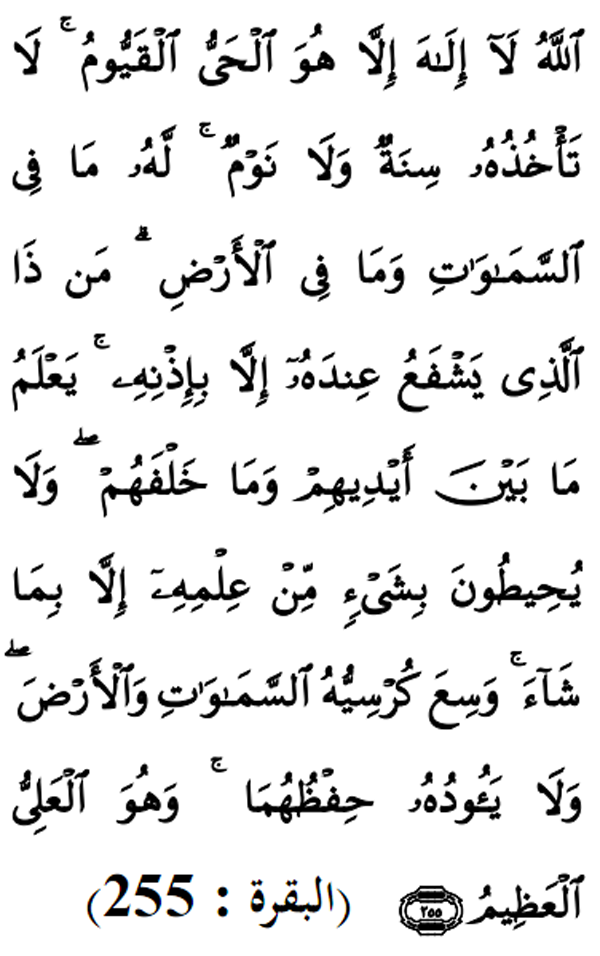 ٱللَّهُ لَآ إِلَـٰهَ إِلَّا هُوَ ٱلْحَىُّ ٱلْقَيُّومُ ۚ لَا
تَأْخُذُهُۥ سِنَةٌ وَلَا نَوْمٌ ۚ لَّهُۥ مَا فِى
ٱلسَّمَـٰوَٰتِ وَمَا فِى ٱلْأَرْضِ ۗ مَن ذَا
ٱلَّذِى يَشْفَعُ عِندَهُۥٓ إِلَّا بِإِذْنِهِۦ ۚ يَعْلَمُ
مَا بَيْنَ أَيْدِيهِمْ وَمَا خَلْفَهُمْ ۖ وَلَا
يُحِيطُونَ بِشَىْءٍ مِّنْ عِلْمِهِۦٓ إِلَّا بِمَا
شَآءَ ۚ وَسِعَ كُرْسِيُّهُ ٱلسَّمَـٰوَٰتِ وَٱلْأَرْضَ ۖ
وَلَا يَـُٔودُهُۥ حِفْظُهُمَا ۚ وَهُوَ ٱلْعَلِىُّ
ٱلْعَظِيمُ ٢٥٥ (البقرة : 255)